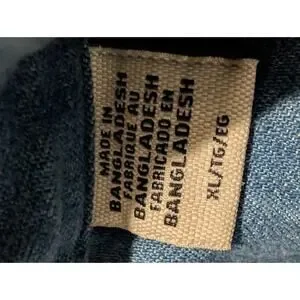 MADE IN
BANGLADESH
FABRIQUE AU
BANGLADESH
FABRICADO EN
BANGLADESH
XL/TG/EG